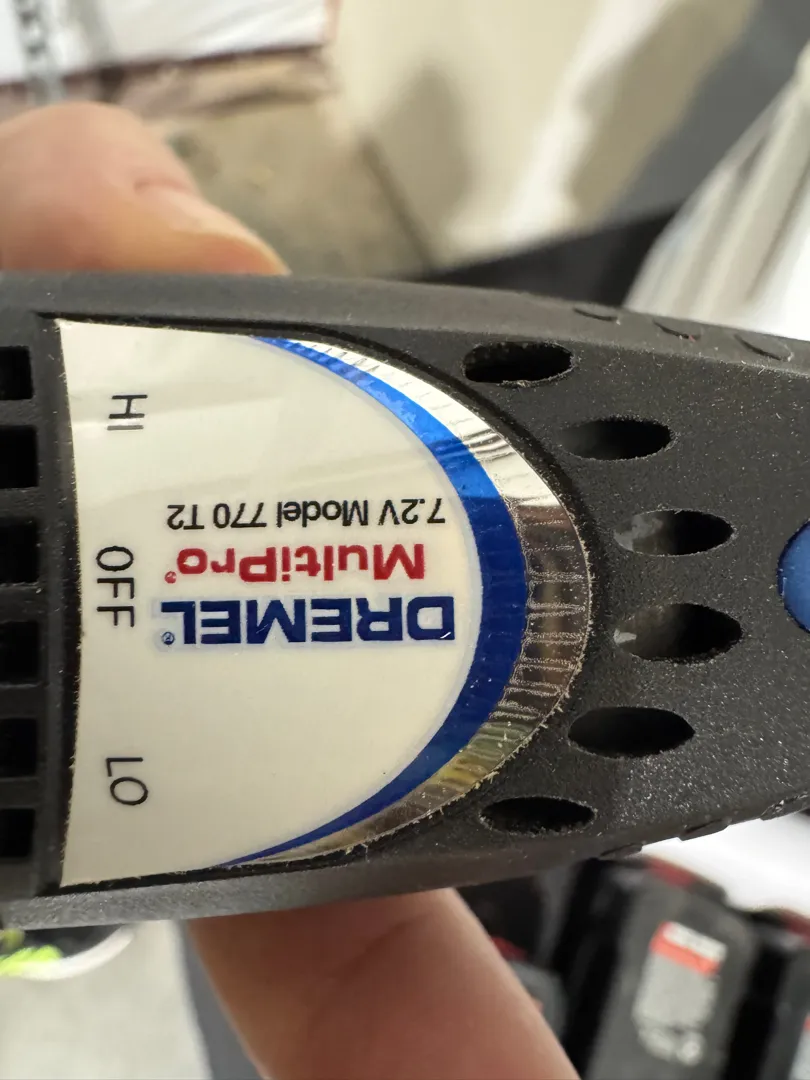 DREMEL®
MultiPro®
7.2V Model 770 T2
HI
OFF
LO